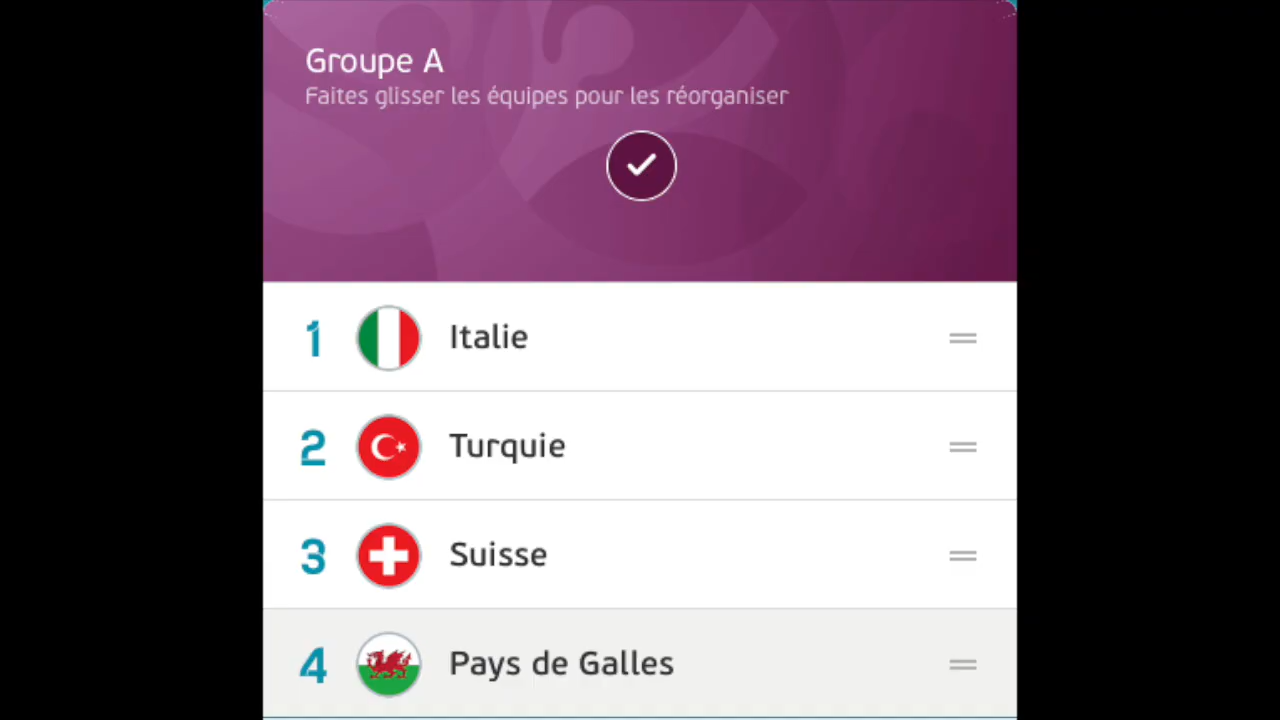 Groupe A
Faites glisser les équipes pour les réorganiser
1 Italie
2 Turquie
3 Suisse
4 Pays de Galles